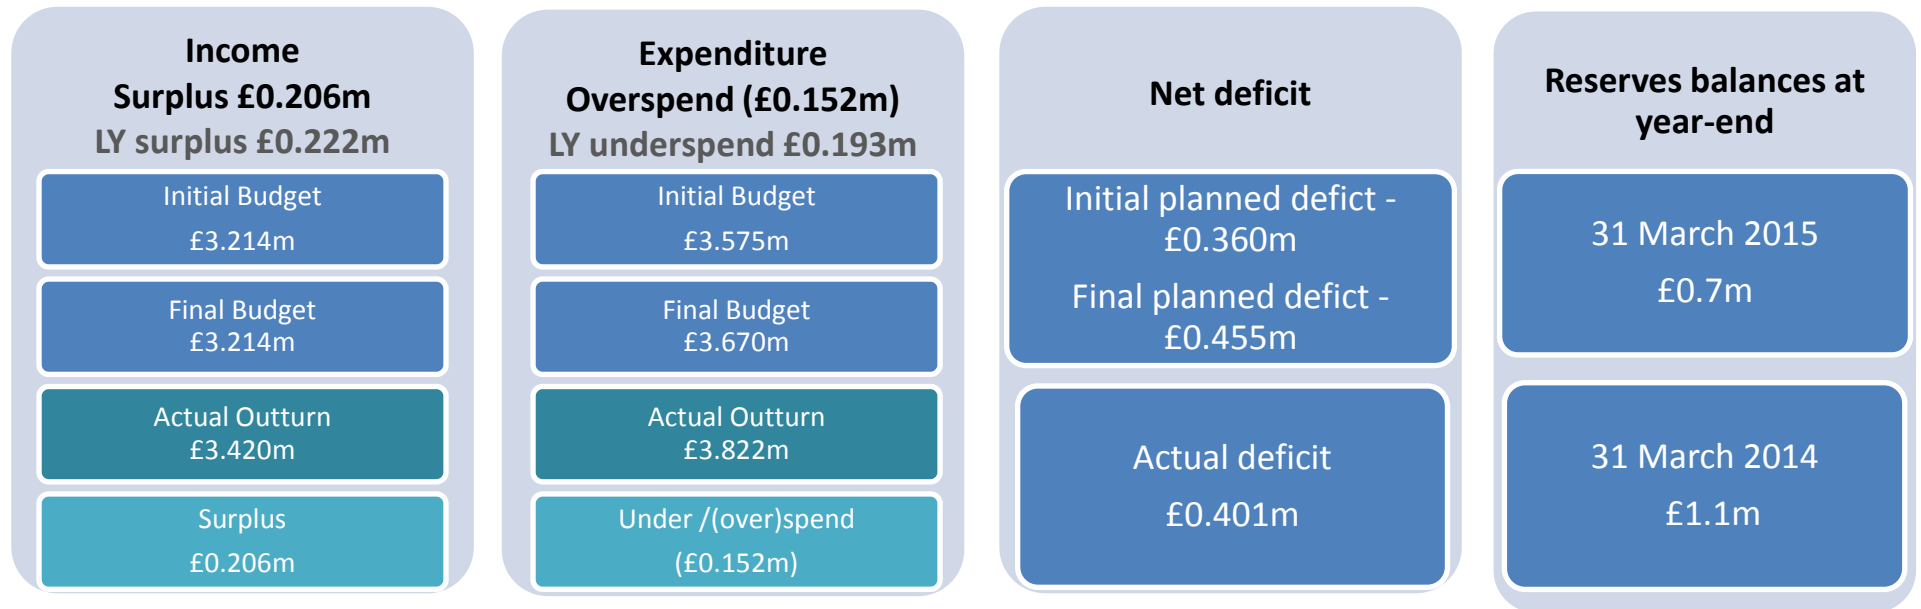 Income
Surplus £0.206m
LY surplus £0.222m
Initial Budget
£3.214m
Final Budget
£3.214m
Actual Outturn
£3.420m
Surplus
£0.206m
Expenditure
Overspend (£0.152m)
LY underspend £0.193m
Initial Budget
£3.575m
Final Budget
£3.670m
Actual Outturn
£3.822m
Under /(over)spend
(£0.152m)
Net deficit
Initial planned defict -
£0.360m
Final planned defict -
£0.455m
Actual deficit
£0.401m
Reserves balances at
year-end
31 March 2015
£0.7m
31 March 2014
£1.1m